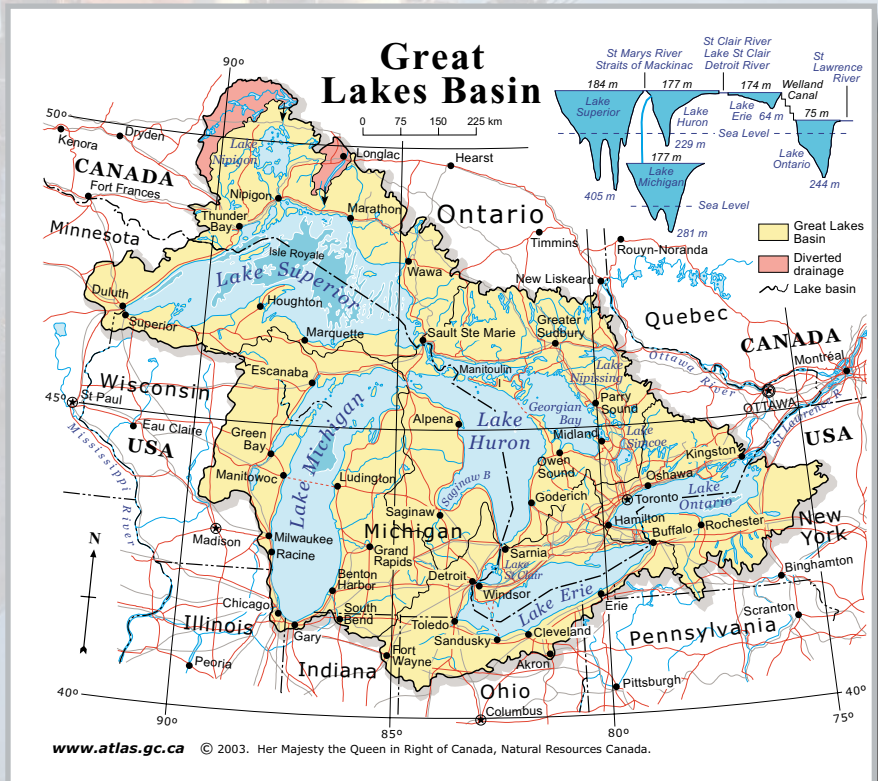 Great
Lakes Basin
0 75 150 225 km
St Marys River
Straits of Mackinac
St Clair River
Lake St Clair
Detroit River
St
Lawrence
River
184 m
177 m
174 m
Welland
Canal
75 m
Lake
Superior
Lake
Huron
Lake
Erie
64 m
229 m
Sea Level
177 m
Lake
Michigan
Lake
Ontario
244 m
405 m
Sea Level
281 m
Great Lakes
Basin
Diverted
drainage
Lake basin
90°
50°
Kenora
Dryden
Lake
Nipigon
Longlac
Hearst
CANADA
Fort Frances
Nipigon
Marathon
Ontario
Thunder
Bay
Minnesota
Timmins
Rouyn-Noranda
Isle Royale
Lake Superior
Wawa
New Liskeard
Duluth
Superior
Houghton
Marquette
Sault Ste Marie
Greater
Sudbury
Quebec
CANADA
Montréal
Escanaba
Manitoulin
I
Lake
Nipissing
Ottawa River
Wisconsin
45°
St Paul
OTTAWA
St Lawrence R
Parry
Sound
Georgian
Bay
Alpena
Lake
Huron
Midland
Lake
Simcoe
Eau Claire
USA
Mississippi River
Green
Bay
Lake Michigan
Manitowoc
Ludington
Owen
Sound
Kingston
USA
Oshawa
Lake
Ontario
Saginaw B
Goderich
Toronto
Saginaw
Michigan
Hamilton
Buffalo
Rochester
New
York
N
Madison
Milwaukee
Racine
Grand
Rapids
Sarnia
Lake
St Clair
Binghamton
Benton
Harbor
Detroit
Windsor
Lake Erie
Erie
Chicago
Illinois
South
Bend
Toledo
Sandusky
Cleveland
Pennsylvania
Scranton
Gary
Peoria
Indiana
Fort
Wayne
Akron
Ohio
Pittsburgh
40°
Columbus
40°
90°
85°
80°
75°
www.atlas.gc.ca © 2003. Her Majesty the Queen in Right of Canada, Natural Resources Canada.